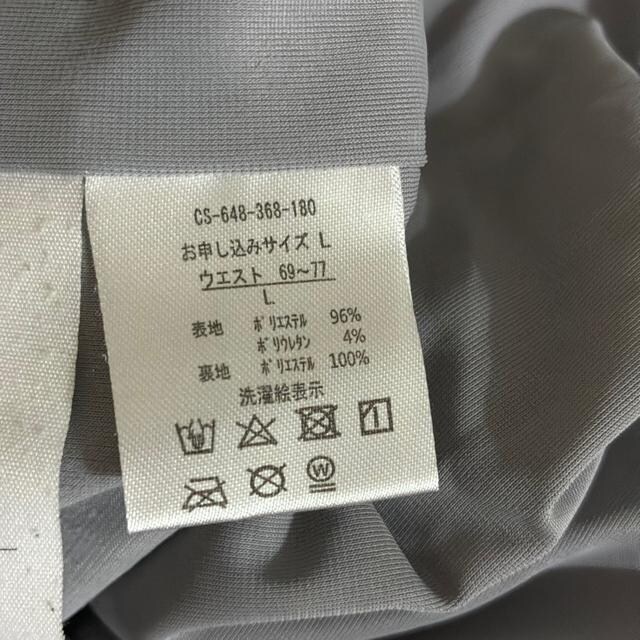 CS-648-368-180
お申し込みサイズ L
ウエスト 69～77
L
表地 ポリエステル 96%
ポリウレタン 4%
裏地 ポリエステル 100%
洗濯絵表示
W